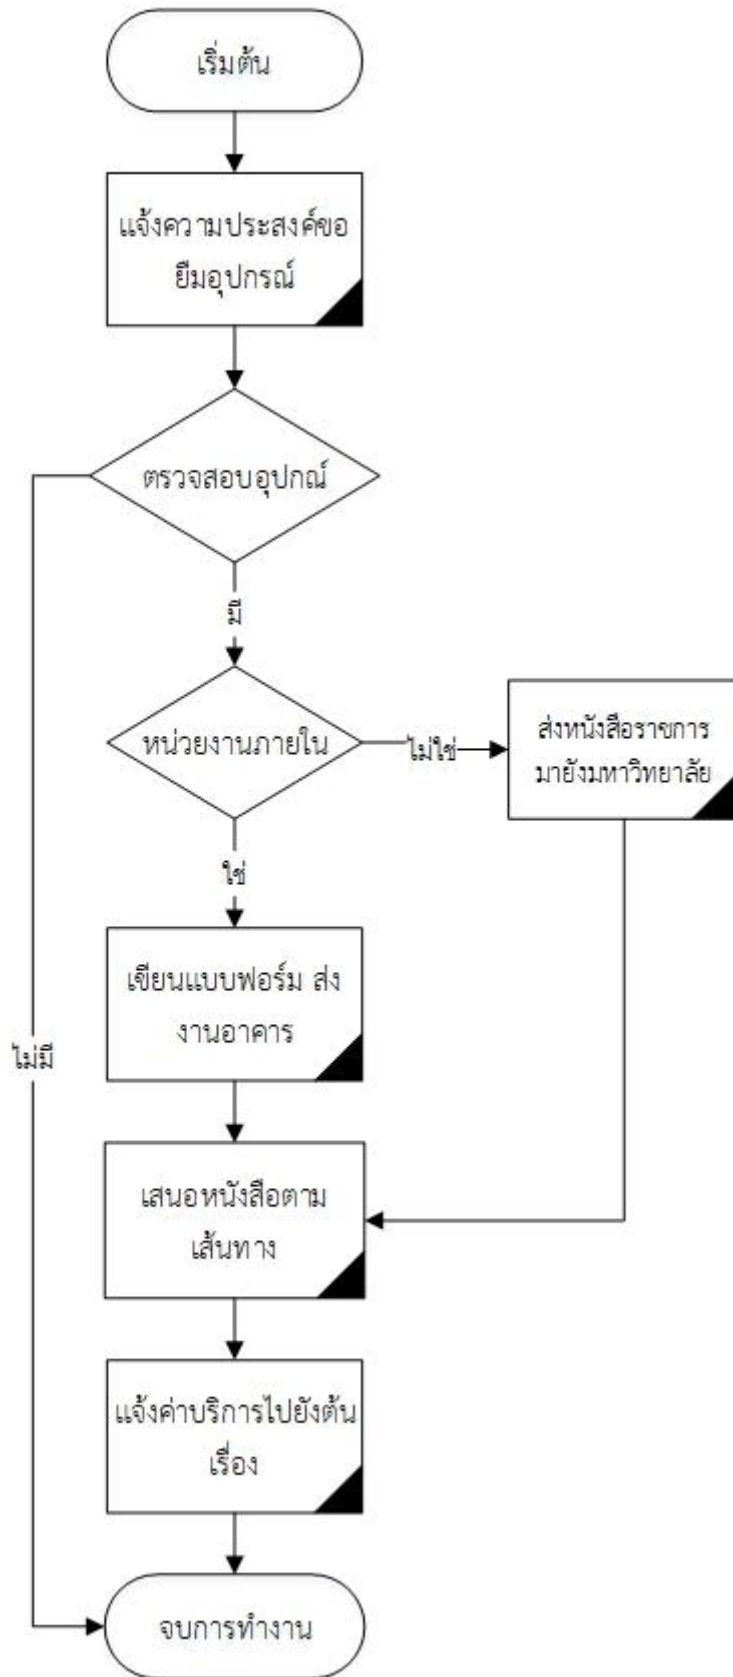 เริ่มต้น
แจ้งความประสงค์ขอ
ยืมอุปกรณ์
ตรวจสอบอุปกณ์
มี
หน่วยงานภายใน
ไม่ใช่
ส่งหนังสือราชการ
มายังมหาวิทยาลัย
ใช่
เขียนแบบฟอร์ม ส่ง
งานอาคาร
ไม่มี
เสนอหนังสือตาม
เส้นทาง
แจ้งค่าบริการไปยังต้น
เรื่อง
จบการทำงาน